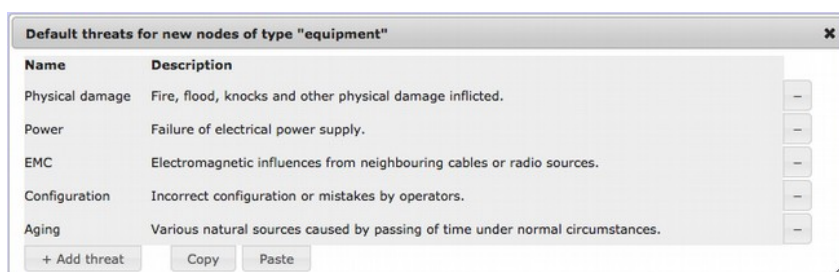 Default threats for new nodes of type "equipment" ✖
Name Description
Physical damage Fire, flood, knocks and other physical damage inflicted. –
Power Failure of electrical power supply. –
EMC Electromagnetic influences from neighbouring cables or radio sources. –
Configuration Incorrect configuration or mistakes by operators. –
Aging Various natural sources caused by passing of time under normal circumstances. –
+ Add threat Copy Paste